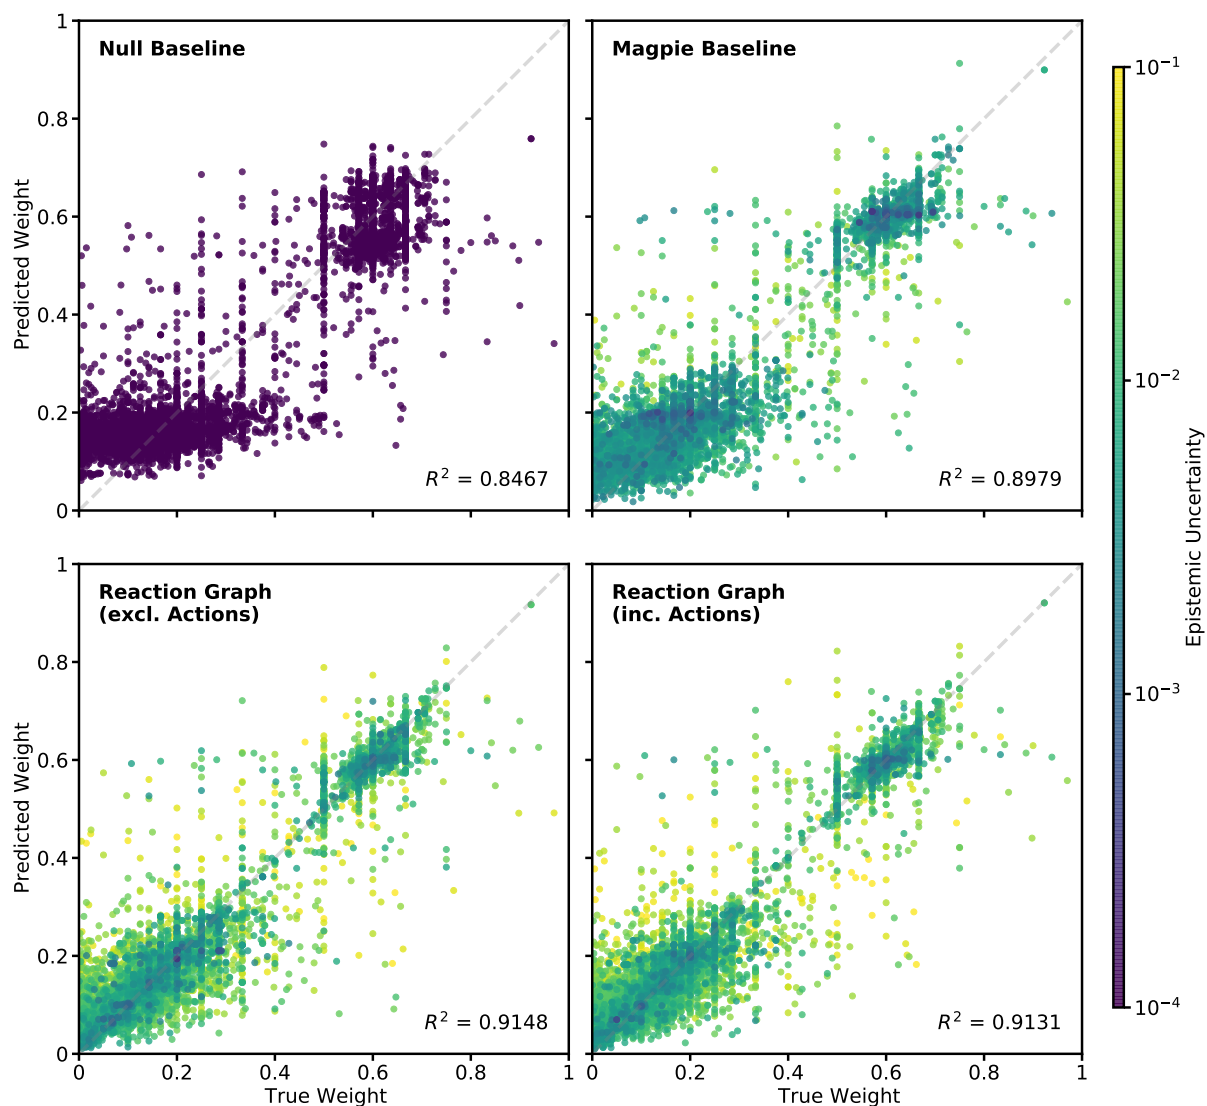 Null Baseline
Magpie Baseline
1
0.8
0.6
0.4
0.2
0
Predicted Weight
R² = 0.8467
R² = 0.8979
10⁻¹
10⁻²
10⁻³
10⁻⁴
Epistemic Uncertainty
Reaction Graph
(excl. Actions)
Reaction Graph
(inc. Actions)
1
0.8
0.6
0.4
0.2
0
Predicted Weight
R² = 0.9148
R² = 0.9131
0 0.2 0.4 0.6 0.8 1
0 0.2 0.4 0.6 0.8 1
True Weight
True Weight